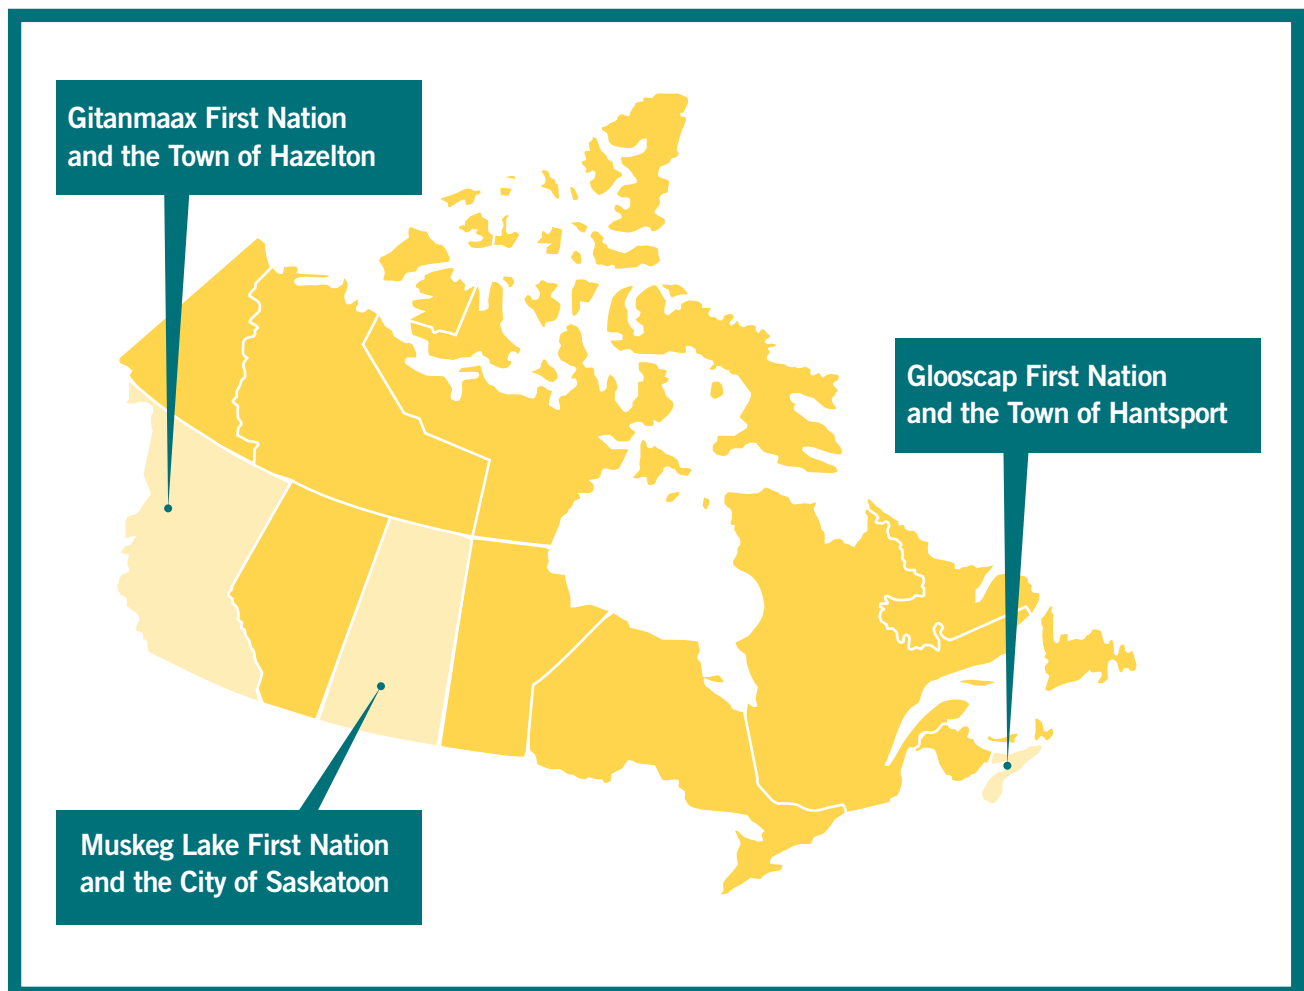 Gitanmaax First Nation
and the Town of Hazelton
Glooscap First Nation
and the Town of Hantsport
Muskeg Lake First Nation
and the City of Saskatoon